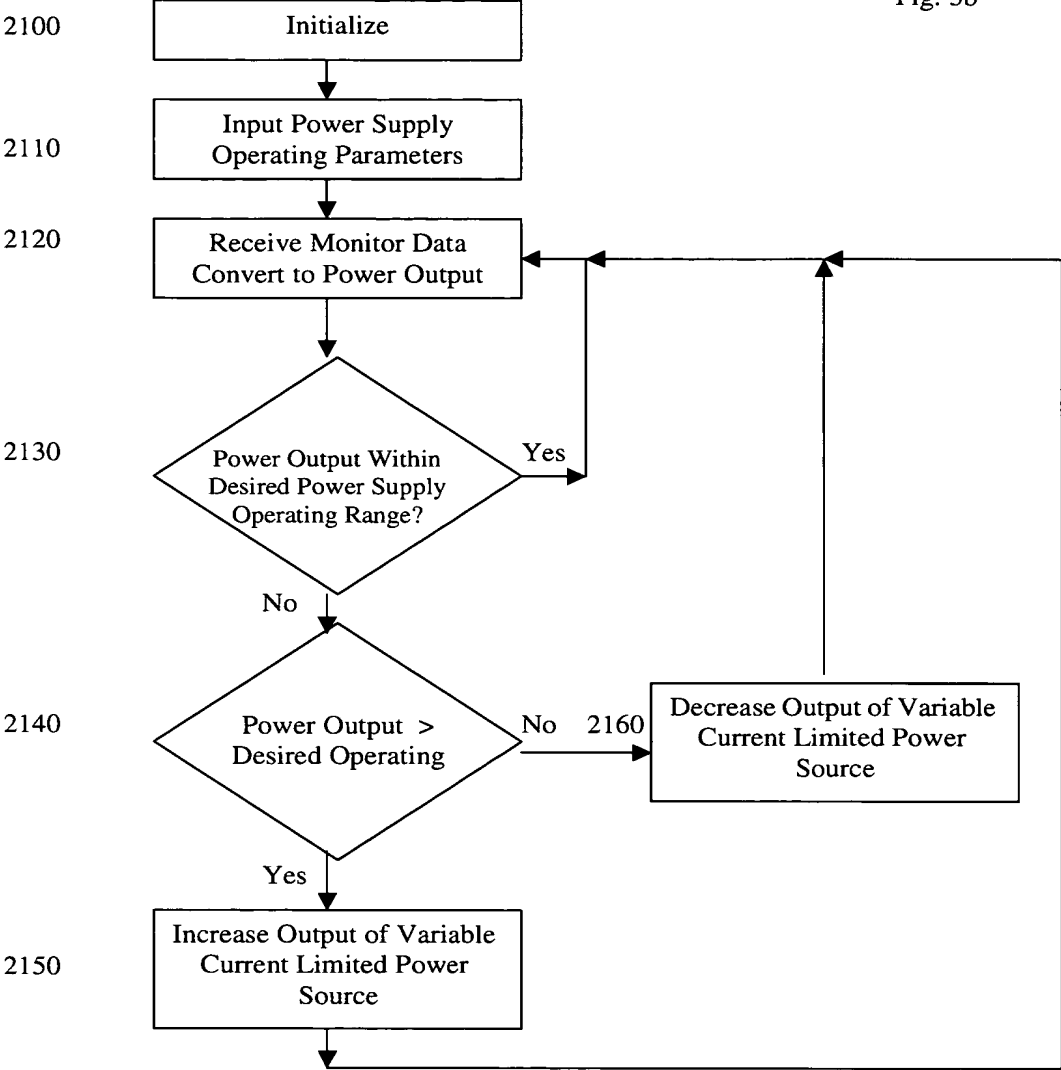 Fig. 3b
2100
Initialize
2110
Input Power Supply
Operating Parameters
2120
Receive Monitor Data
Convert to Power Output
2130
Power Output Within
Desired Power Supply
Operating Range?
Yes
No
2140
Power Output >
Desired Operating
No
2160
Decrease Output of Variable
Current Limited Power
Source
Yes
2150
Increase Output of Variable
Current Limited Power
Source